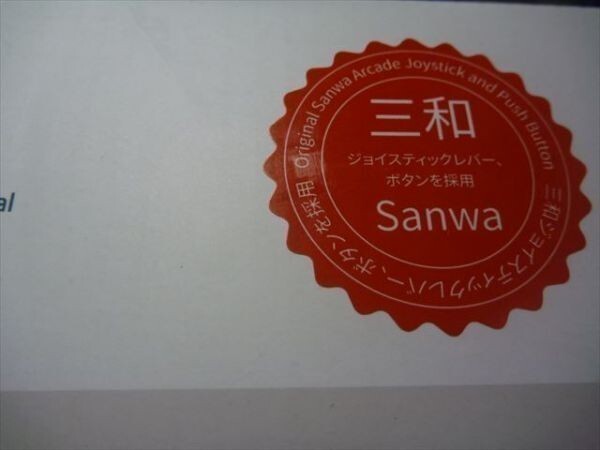 Original Sanwa Arcade Joystick and Push Button
三和ジョイスティックレバー、ボタンを採用
三和
ジョイスティックレバー、
ボタンを採用
Sanwa
al